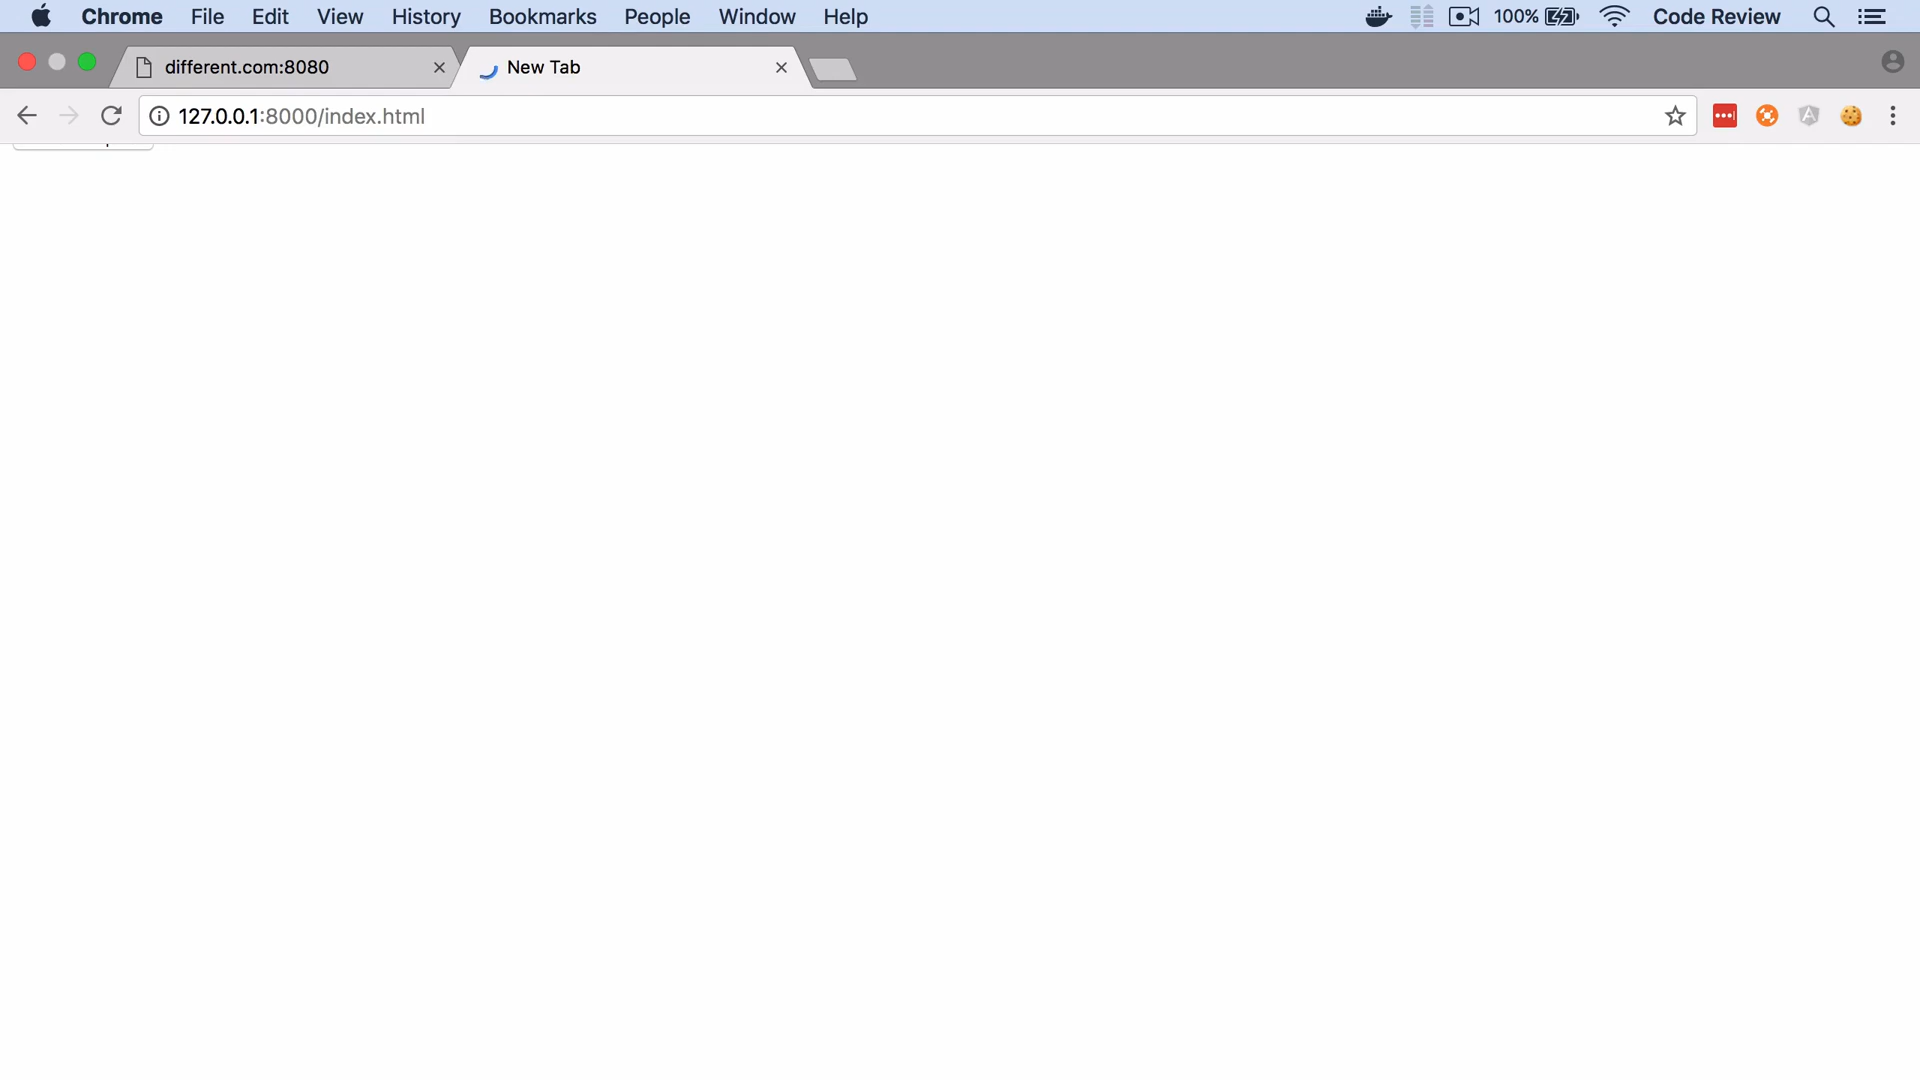 Chrome File Edit View History Bookmarks People Window Help 100% Code Review
different.com:8080 New Tab
127.0.0.1:8000/index.html